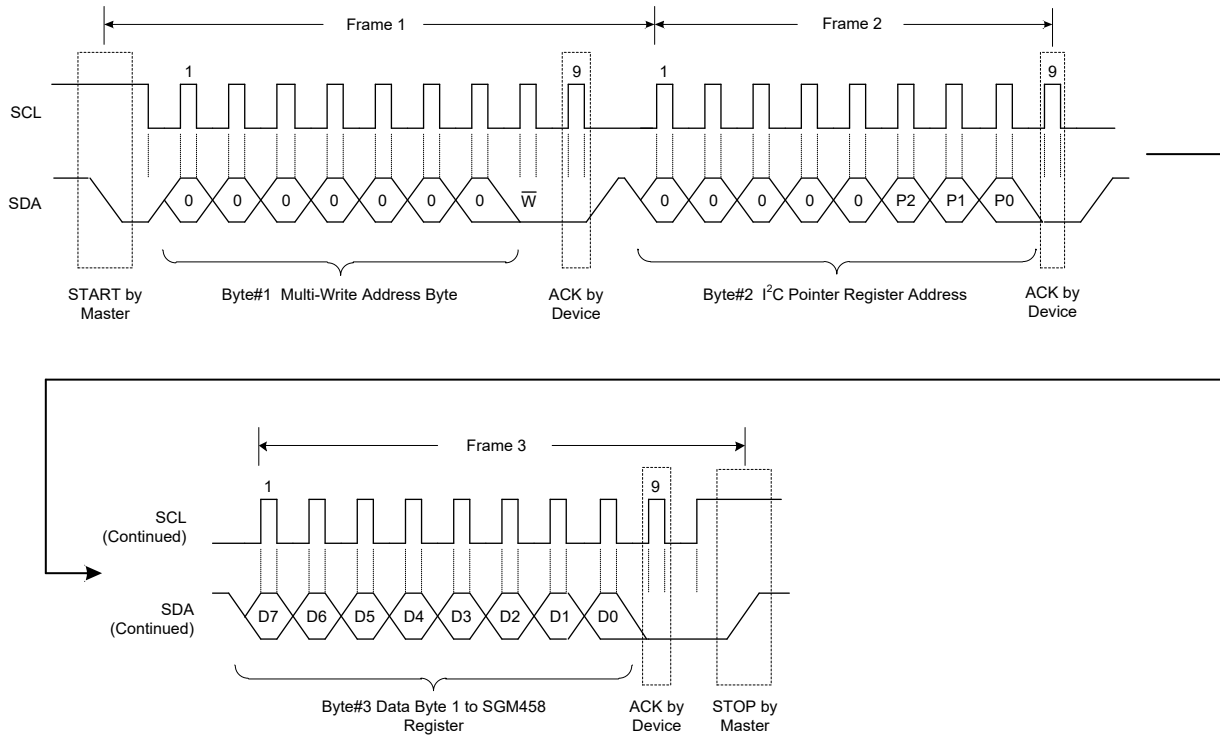 Frame 1
Frame 2
1
9
1
9
SCL
SDA
0 0 0 0 0 0 0 W̅
0 0 0 0 0 P2 P1 P0
START by
Master
Byte#1 Multi-Write Address Byte
ACK by
Device
Byte#2 I²C Pointer Register Address
ACK by
Device
Frame 3
1
9
SCL
(Continued)
SDA
(Continued)
D7 D6 D5 D4 D3 D2 D1 D0
Byte#3 Data Byte 1 to SGM458
Register
ACK by
Device
STOP by
Master